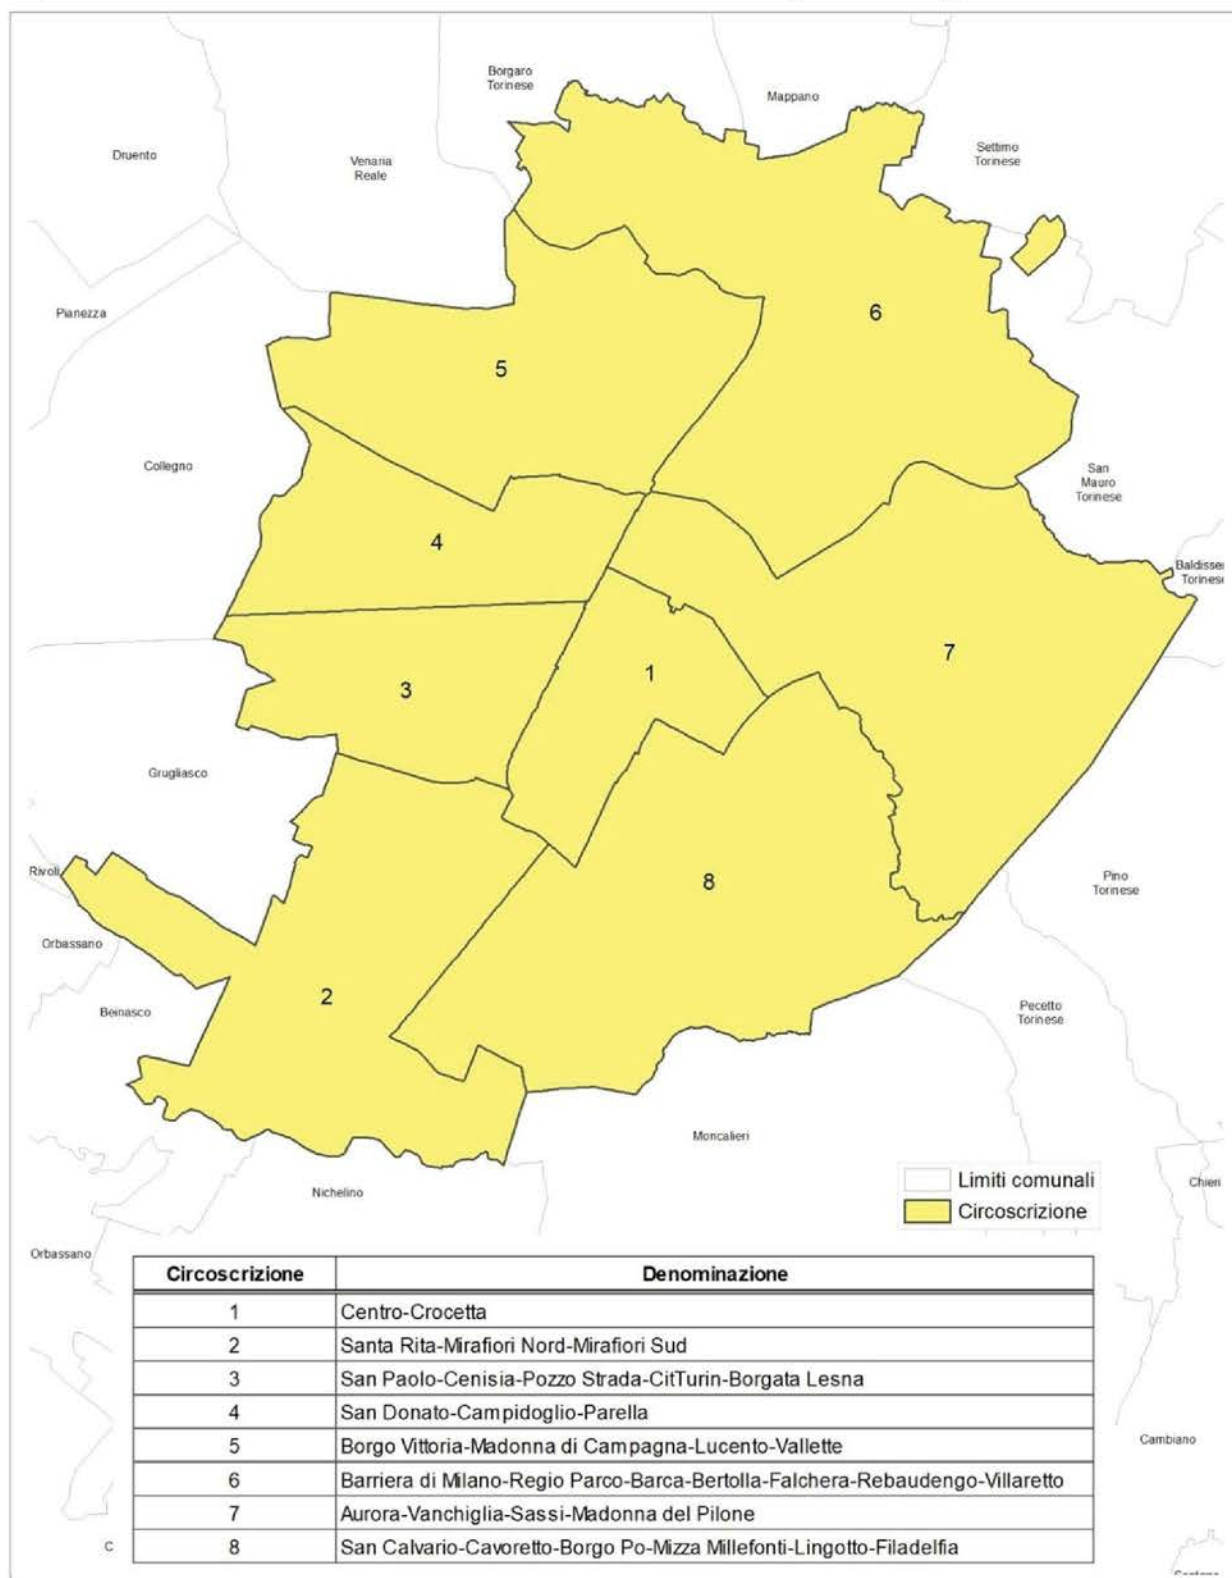 Borgaro
Torinese
Mappano
Druento
Venaria
Reale
Settimo
Torinese
Pianezza
6
5
Collegno
San
Mauro
Torinese
4
Torinesi
7
1
3
Grugliasco
Rivoli
8
Pino
Torinese
Orbassano
2
Beinasco
Pecetto
Torinese
Moncalieri
Nichelino
Limiti comunali
Chieri
Circoscrizione
Orbassano
Circoscrizione Denominazione
1 Centro-Crocetta
2 Santa Rita-Mirafiori Nord-Mirafiori Sud
3 San Paolo-Cenisia-Pozzo Strada-CitTurin-Borgata Lesna
4 San Donato-Campidoglio-Parella
5 Borgo Vittoria-Madonna di Campagna-Lucento-Vallette
6 Barriera di Milano-Regio Parco-Barca-Bertolla-Falchera-Rebaudengo-Villaretto
7 Aurora-Vanchiglia-Sassi-Madonna del Pilone
8 San Calvario-Cavoretto-Borgo Po-Mizza Millefonti-Lingotto-Filadelfia
Cambiano
C